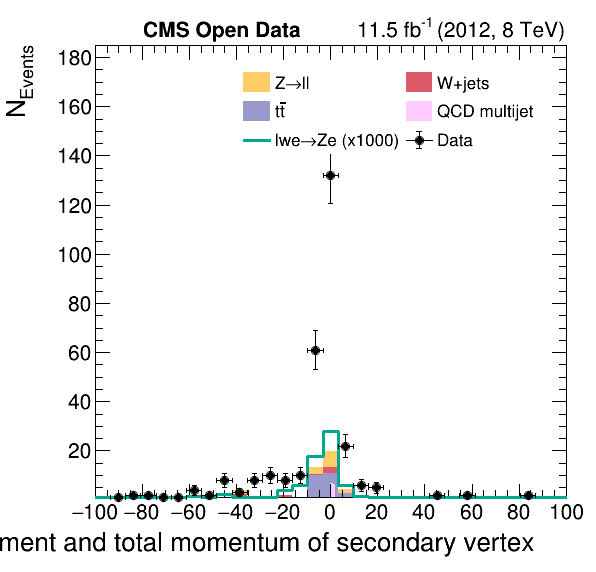 CMS Open Data 11.5 fb⁻¹ (2012, 8 TeV)
N_Events
180
160
140
120
100
80
60
40
20
Z→ll W+jets
tt̄ QCD multijet
lwe→Ze (x1000) Data
−100 −80 −60 −40 −20 0 20 40 60 80 100
ment and total momentum of secondary vertex